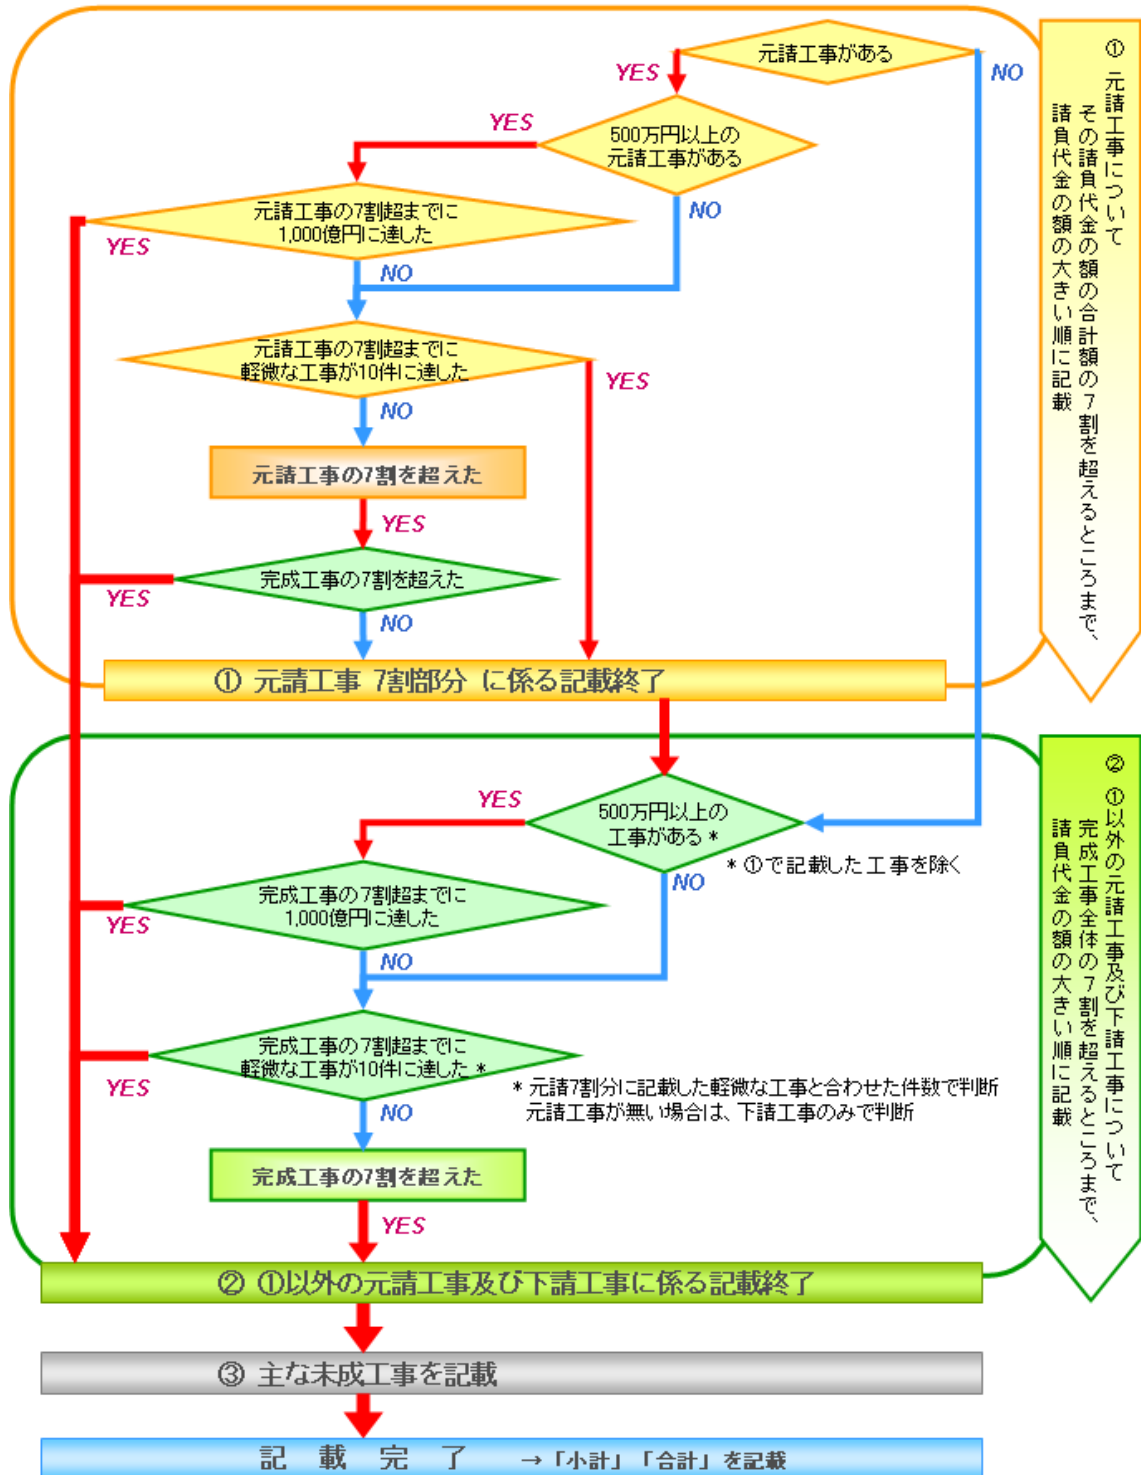 元請工事がある
YES
NO
500万円以上の
元請工事がある
YES
NO
元請工事の7割超までに
1,000億円に達した
YES
NO
元請工事の7割超までに
軽微な工事が10件に達した
YES
NO
元請工事の7割を超えた
YES
完成工事の7割を超えた
YES
NO
① 元請工事 7割部分 に係る記載終了
① 元請工事について
その請負代金の額の合計額の7割を超えるところまで、
請負代金の額の大きい順に記載
500万円以上の
工事がある *
YES
* ①で記載した工事を除く
NO
完成工事の7割超までに
1,000億円に達した
YES
NO
完成工事の7割超までに
軽微な工事が10件に達した *
YES
* 元請7割分に記載した軽微な工事と合わせた件数で判断
元請工事が無い場合は、下請工事のみで判断
NO
完成工事の7割を超えた
YES
② ①以外の元請工事及び下請工事について
完成工事全体の7割を超えるところまで、
請負代金の額の大きい順に記載
② ①以外の元請工事及び下請工事に係る記載終了
③ 主な未成工事を記載
記 載 完 了 →「小計」「合計」を記載